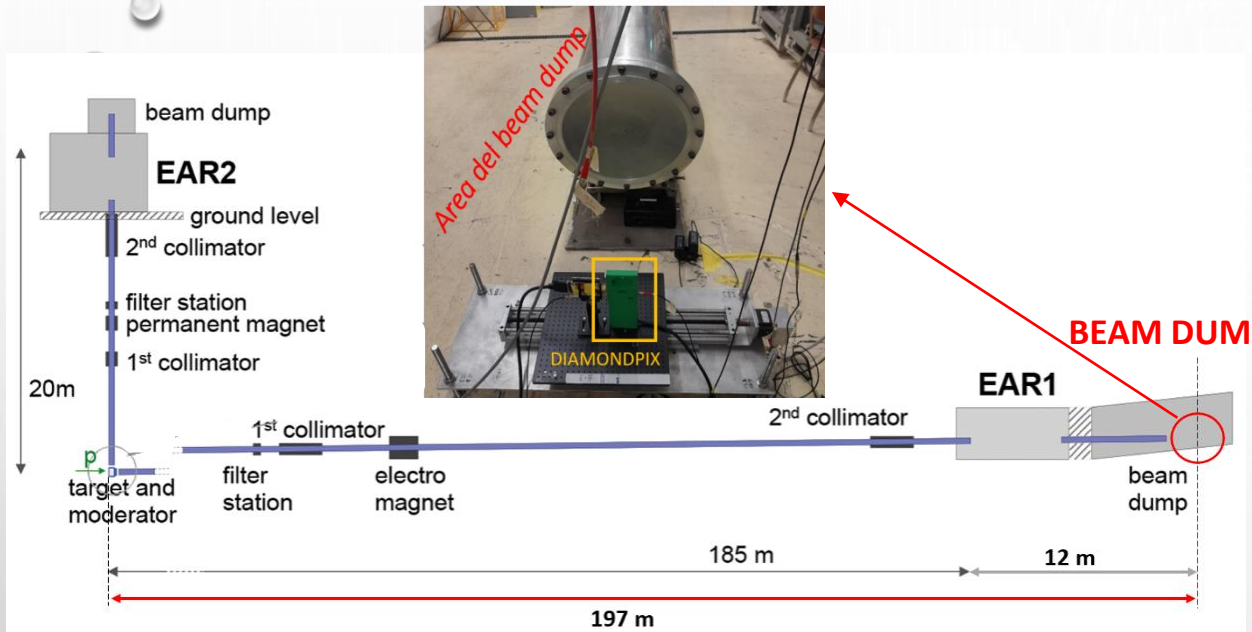 beam dump
EAR2
ground level
2nd collimator
filter station
permanent magnet
1st collimator
20m
p
target and
moderator
Area del beam dump
DIAMONDPIX
1st collimator
filter
station
electro
magnet
2nd collimator
EAR1
BEAM DUM
beam
dump
185 m
12 m
197 m